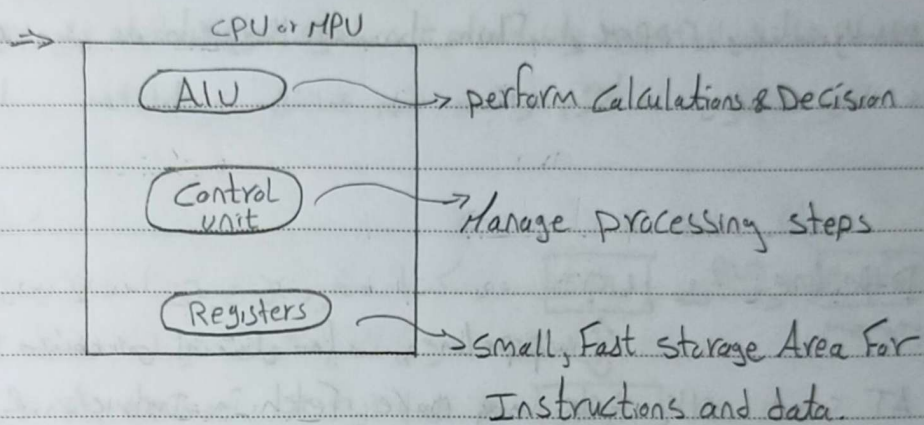 ⇒ CPU or MPU
ALU → perform Calculations & Decision
Control
unit → Manage processing steps
Registers → Small, Fast storage Area For
Instructions and data.